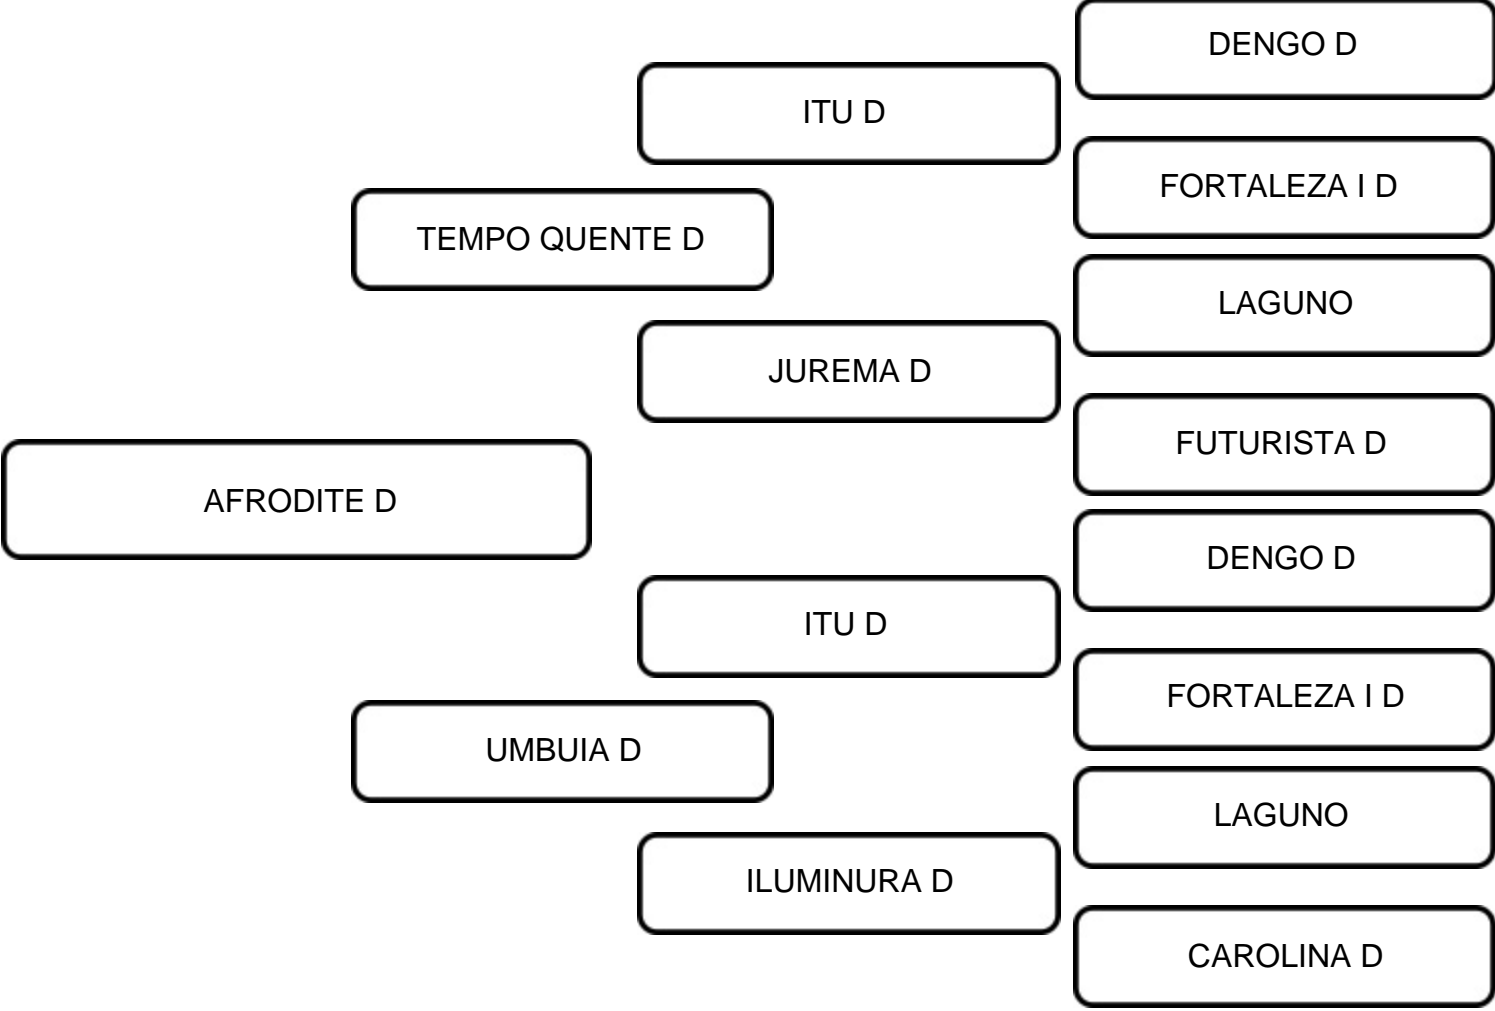 DENGO D
ITU D
FORTALEZA I D
TEMPO QUENTE D
LAGUNO
JUREMA D
FUTURISTA D
AFRODITE D
DENGO D
ITU D
FORTALEZA I D
UMBUIA D
LAGUNO
ILUMINURA D
CAROLINA D